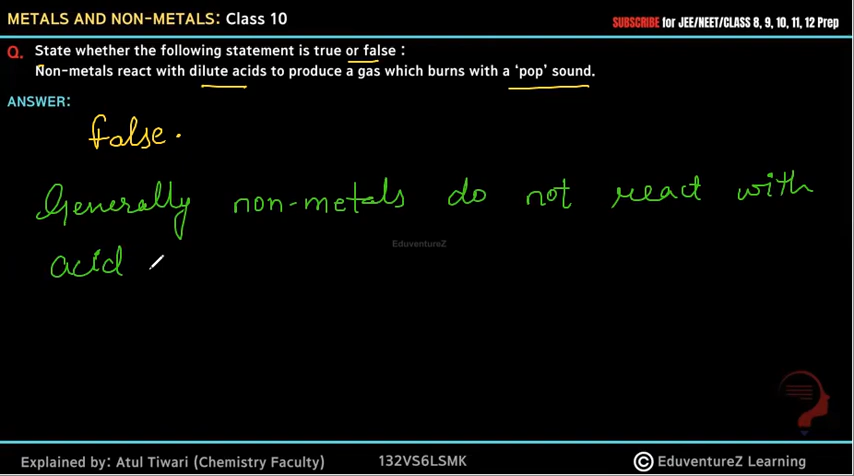 METALS AND NON-METALS: Class 10
SUBSCRIBE for JEE/NEET/CLASS 8, 9, 10, 11, 12 Prep
Q. State whether the following statement is true or false :
Non-metals react with dilute acids to produce a gas which burns with a ‘pop’ sound.
ANSWER:
false.
Generally non-metals do not react with
acid
EduventureZ
Explained by: Atul Tiwari (Chemistry Faculty)
132VS6LSMK
© EduventureZ Learning